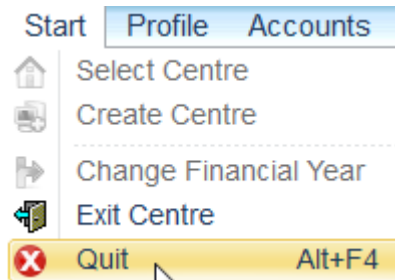 Start Profile Accounts
Select Centre
Create Centre
Change Financial Year
Exit Centre
Quit Alt+F4